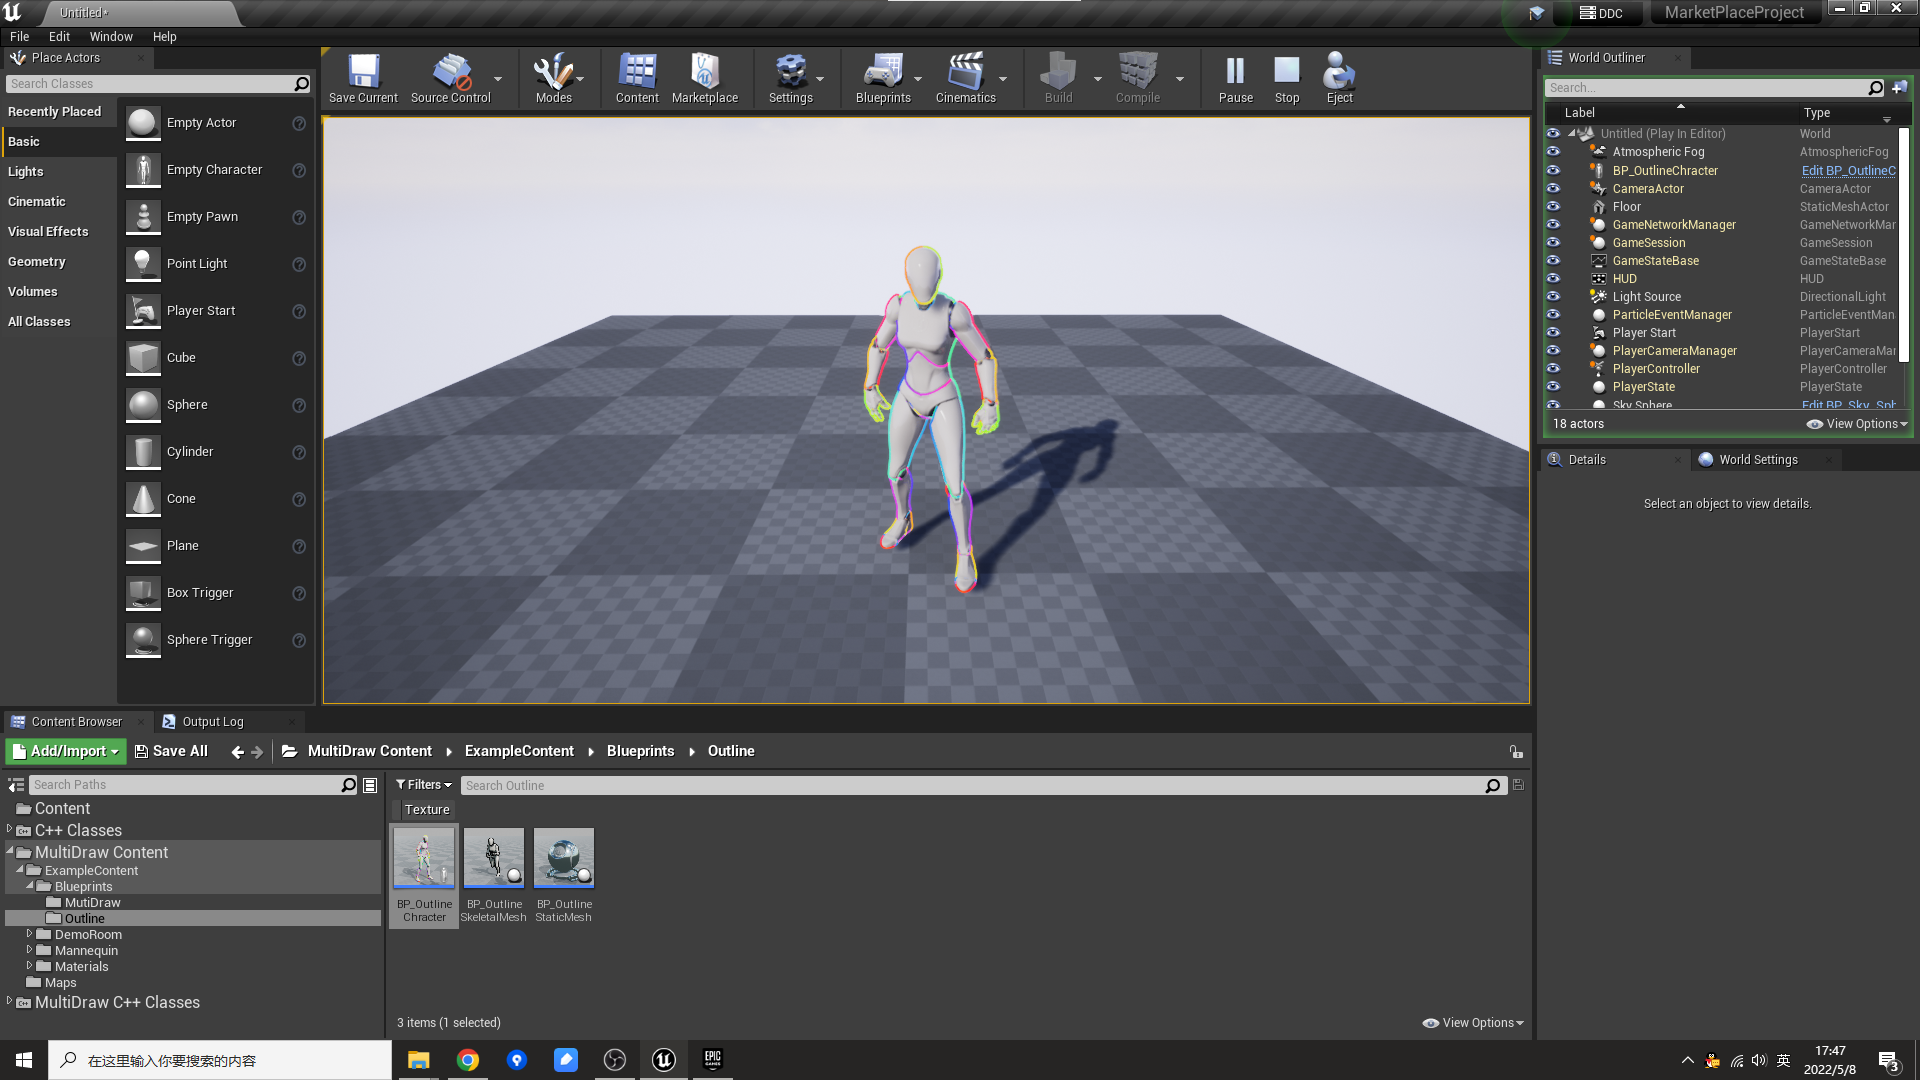 Untitled*
DDC
MarketPlaceProject
File Edit Window Help
Place Actors
Search Classes
Recently Placed
Basic
Lights
Cinematic
Visual Effects
Geometry
Volumes
All Classes
Empty Actor
Empty Character
Empty Pawn
Point Light
Player Start
Cube
Sphere
Cylinder
Cone
Plane
Box Trigger
Sphere Trigger
Save Current Source Control Modes Content Marketplace Settings Blueprints Cinematics Build Compile Pause Stop Eject
World Outliner
Search...
Label Type
Untitled (Play In Editor) World
Atmospheric Fog AtmosphericFog
BP_OutlineChracter Edit BP_OutlineC
CameraActor CameraActor
Floor StaticMeshActor
GameNetworkManager GameNetworkMar
GameSession GameSession
GameStateBase GameStateBase
HUD HUD
Light Source DirectionalLight
ParticleEventManager ParticleEventMan
Player Start PlayerStart
PlayerCameraManager PlayerCameraMar
PlayerController PlayerController
PlayerState PlayerState
Sky Sphere Edit BP_Sky_Sph
18 actors View Options
Details World Settings
Select an object to view details.
Content Browser Output Log
Add/Import Save All MultiDraw Content ExampleContent Blueprints Outline
Search Paths
Filters Search Outline
Texture
Content
C++ Classes
MultiDraw Content
ExampleContent
Blueprints
MutiDraw
Outline
DemoRoom
Mannequin
Materials
Maps
MultiDraw C++ Classes
BP_Outline
Chracter
BP_Outline
SkeletalMesh
BP_Outline
StaticMesh
3 items (1 selected) View Options
在这里输入你要搜索的内容
EPIC
GAMES
英
17:47
2022/5/8
3